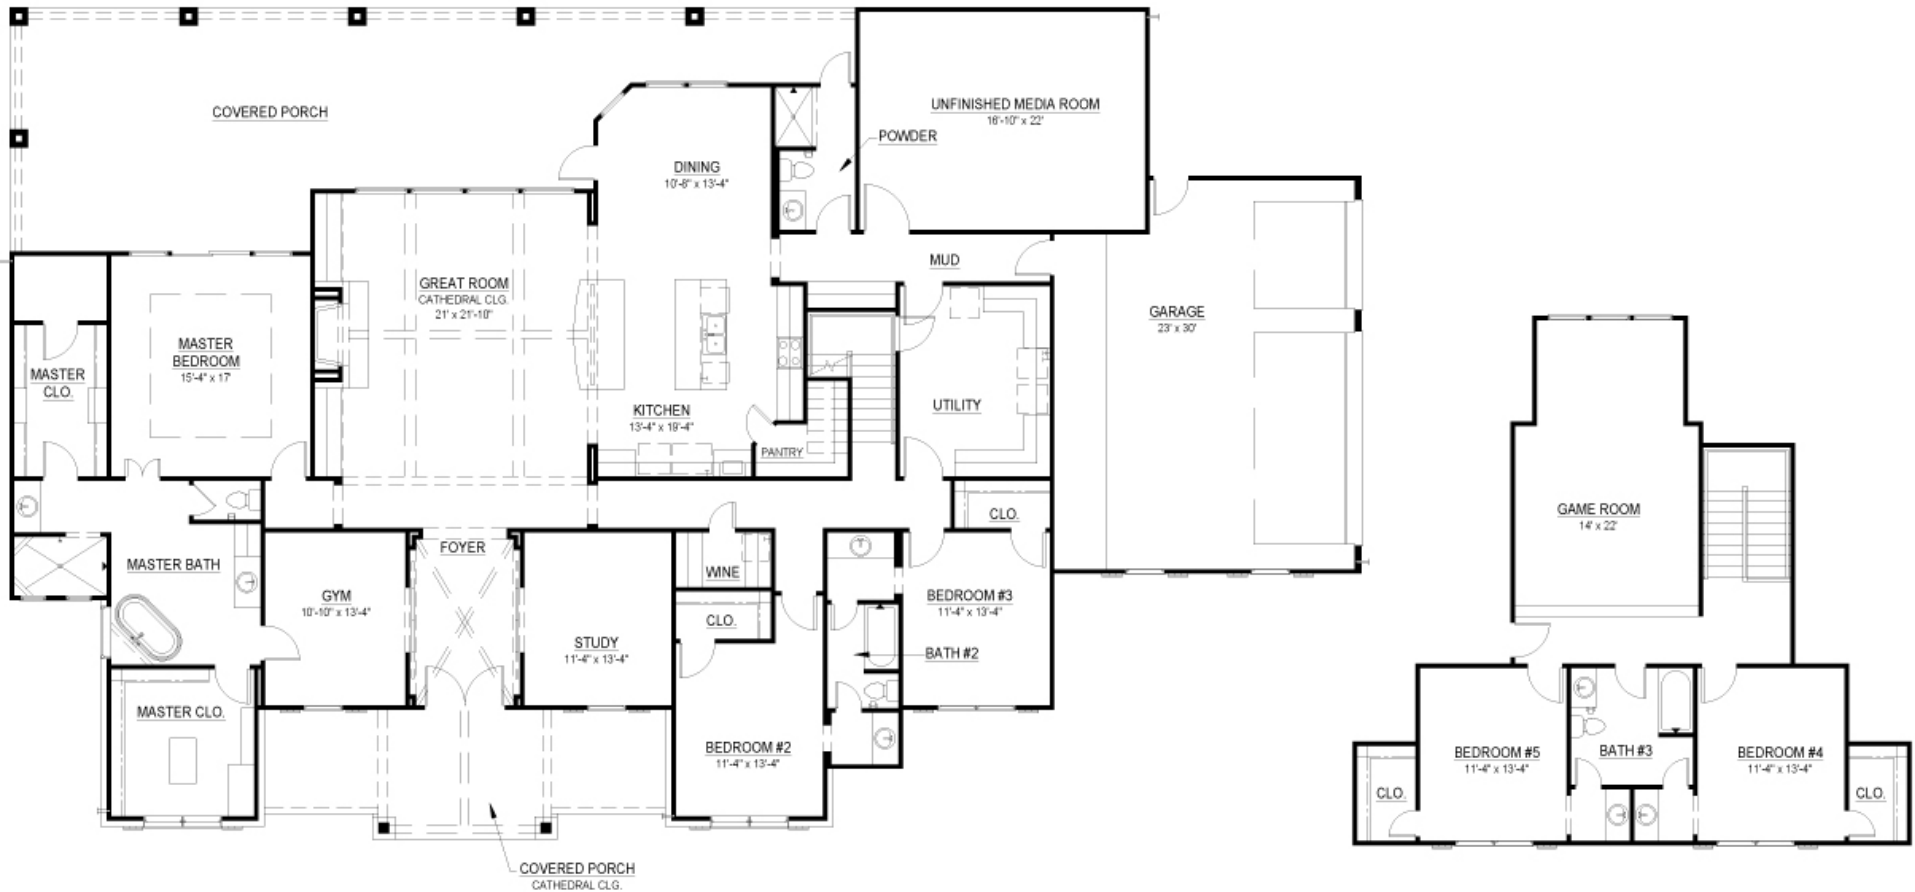 COVERED PORCH
UNFINISHED MEDIA ROOM
16'-10" x 22'
POWDER
DINING
10'-8" x 13'-4"
MUD
GREAT ROOM
CATHEDRAL CLG.
21' x 21'-10"
GARAGE
23' x 30'
MASTER
BEDROOM
15'-4" x 17'
MASTER
CLO.
KITCHEN
13'-4" x 19'-4"
UTILITY
PANTRY
CLO.
FOYER
MASTER BATH
WINE
GYM
10'-10" x 13'-4"
BEDROOM #3
11'-4" x 13'-4"
CLO.
STUDY
11'-4" x 13'-4"
BATH #2
MASTER CLO.
BEDROOM #2
11'-4" x 13'-4"
COVERED PORCH
CATHEDRAL CLG.
GAME ROOM
14' x 22'
BEDROOM #5
11'-4" x 13'-4"
BATH #3
BEDROOM #4
11'-4" x 13'-4"
CLO.
CLO.